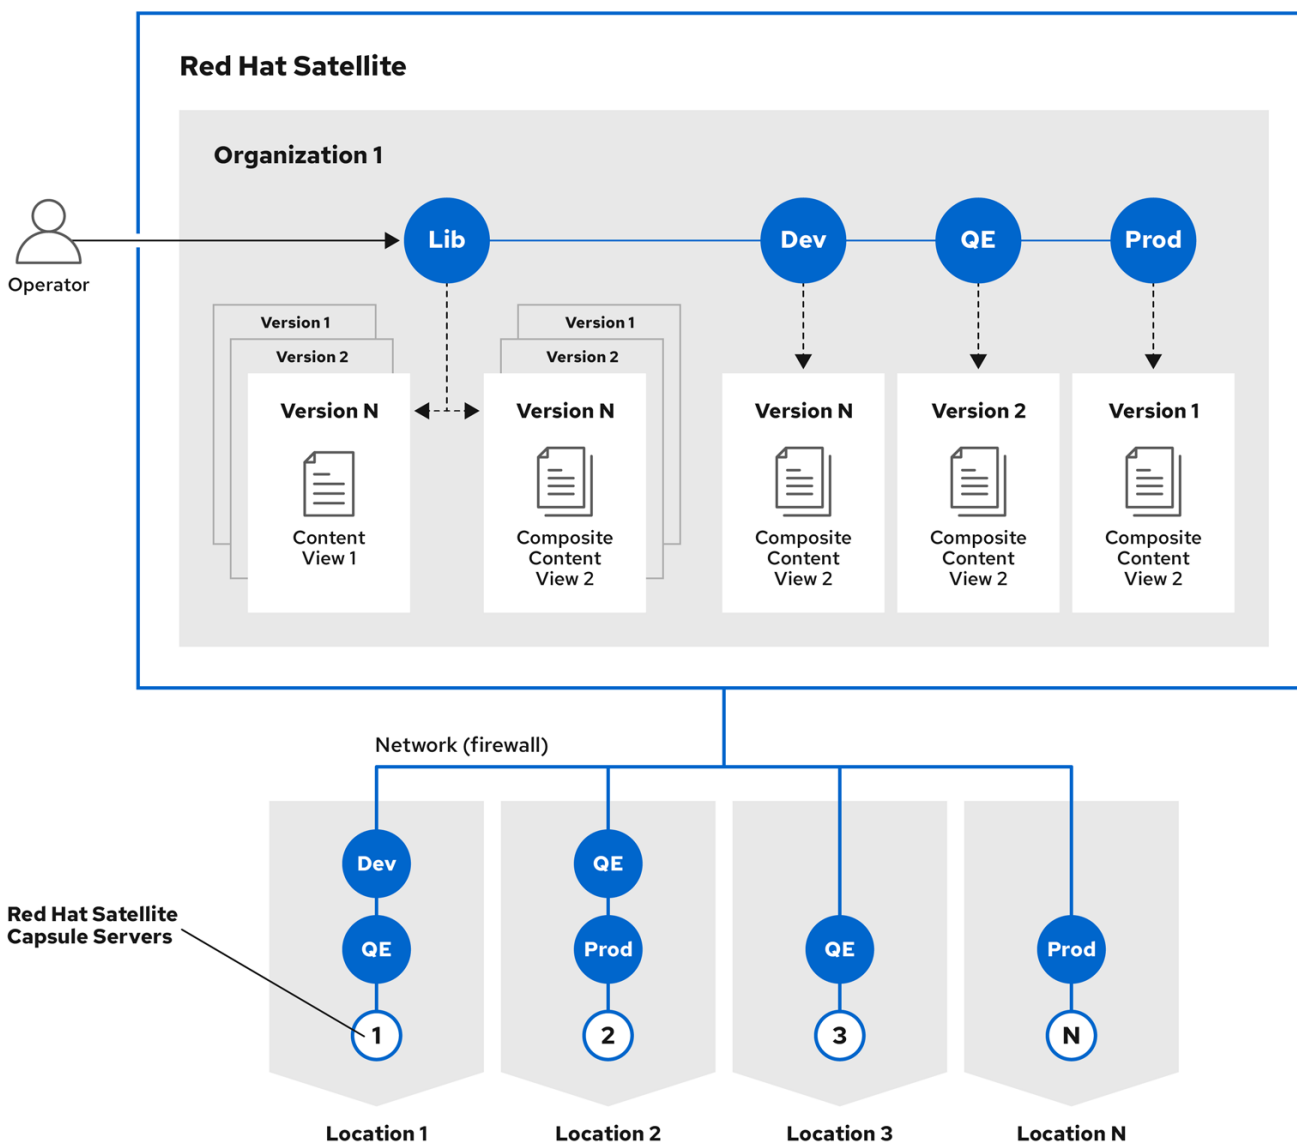 Red Hat Satellite
Organization 1
Operator
Lib
Dev
QE
Prod
Version 1
Version 2
Version N
Content
View 1
Version 1
Version 2
Version N
Composite
Content
View 2
Version N
Composite
Content
View 2
Version 2
Composite
Content
View 2
Version 1
Composite
Content
View 2
Network (firewall)
Red Hat Satellite
Capsule Servers
Dev
QE
1
Location 1
QE
Prod
2
Location 2
QE
3
Location 3
Prod
N
Location N